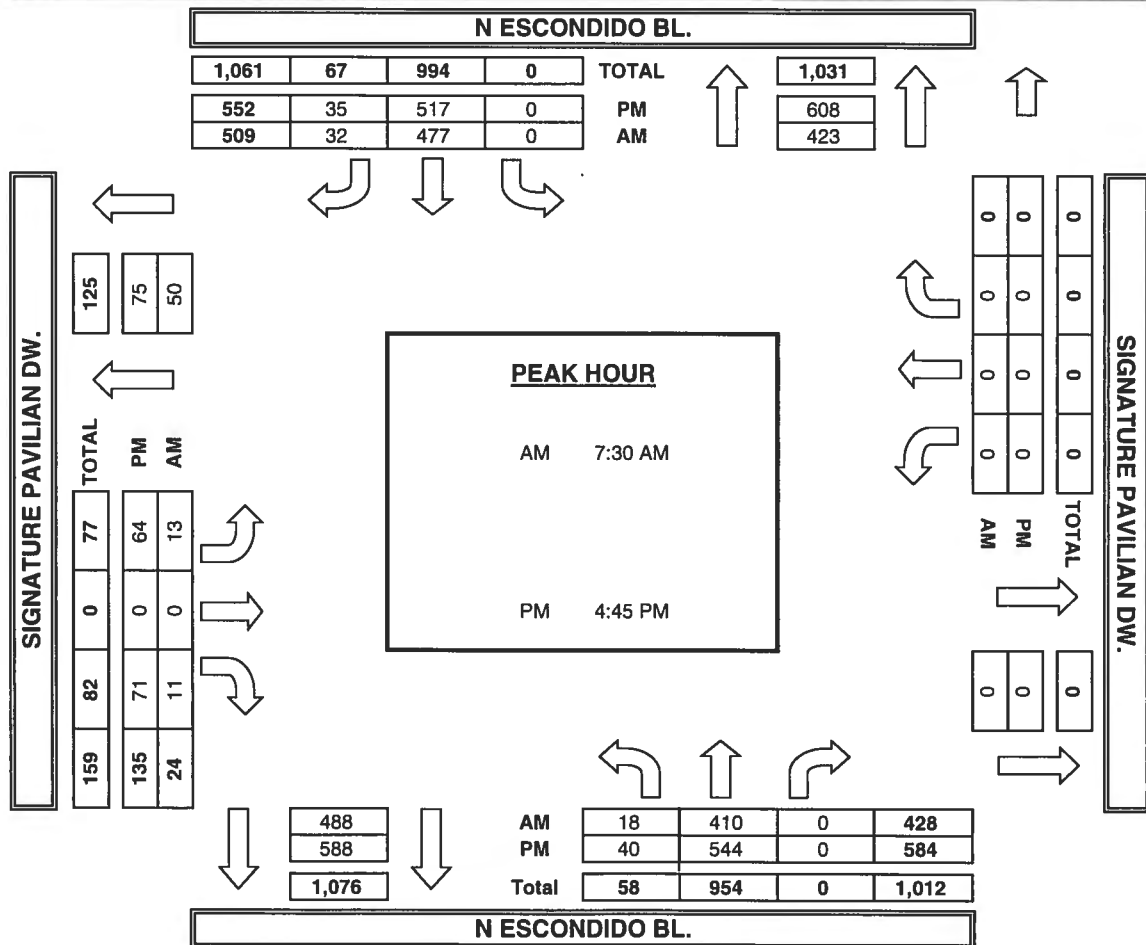 N ESCONDIDO BL.
1,061 67 994 0 TOTAL 1,031
552 35 517 0 PM 608
509 32 477 0 AM 423
SIGNATURE PAVILIAN DW.
125 75 50
TOTAL PM AM
77 64 13
0 0 0
82 71 11
159 135 24
PEAK HOUR
AM 7:30 AM
PM 4:45 PM
0 0 0
0 0 0
0 0 0
0 0 0
AM PM TOTAL
0 0 0
SIGNATURE PAVILIAN DW.
488 AM 18 410 0 428
588 PM 40 544 0 584
1,076 Total 58 954 0 1,012
N ESCONDIDO BL.